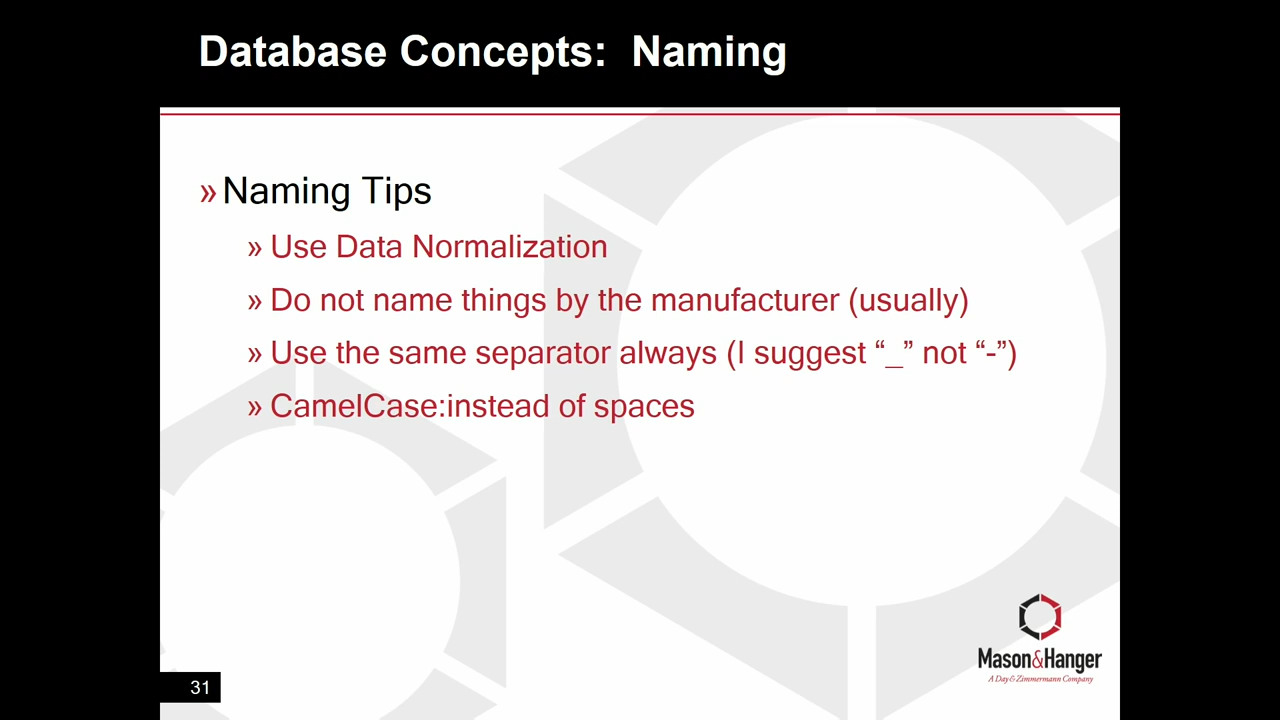 Database Concepts: Naming
» Naming Tips
» Use Data Normalization
» Do not name things by the manufacturer (usually)
» Use the same separator always (I suggest “_” not “-”)
» CamelCase:instead of spaces
Mason&Hanger
A Day & Zimmermann Company
31